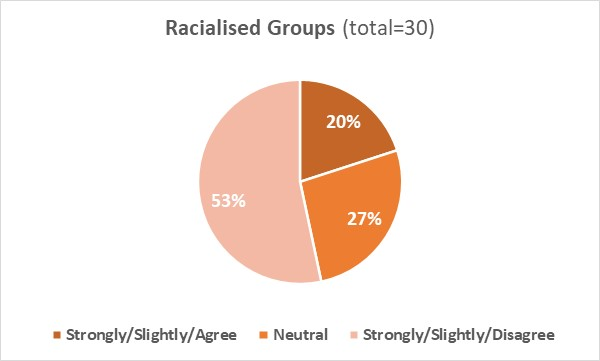 Racialised Groups (total=30)
20%
53%
27%
Strongly/Slightly/Agree Neutral Strongly/Slightly/Disagree